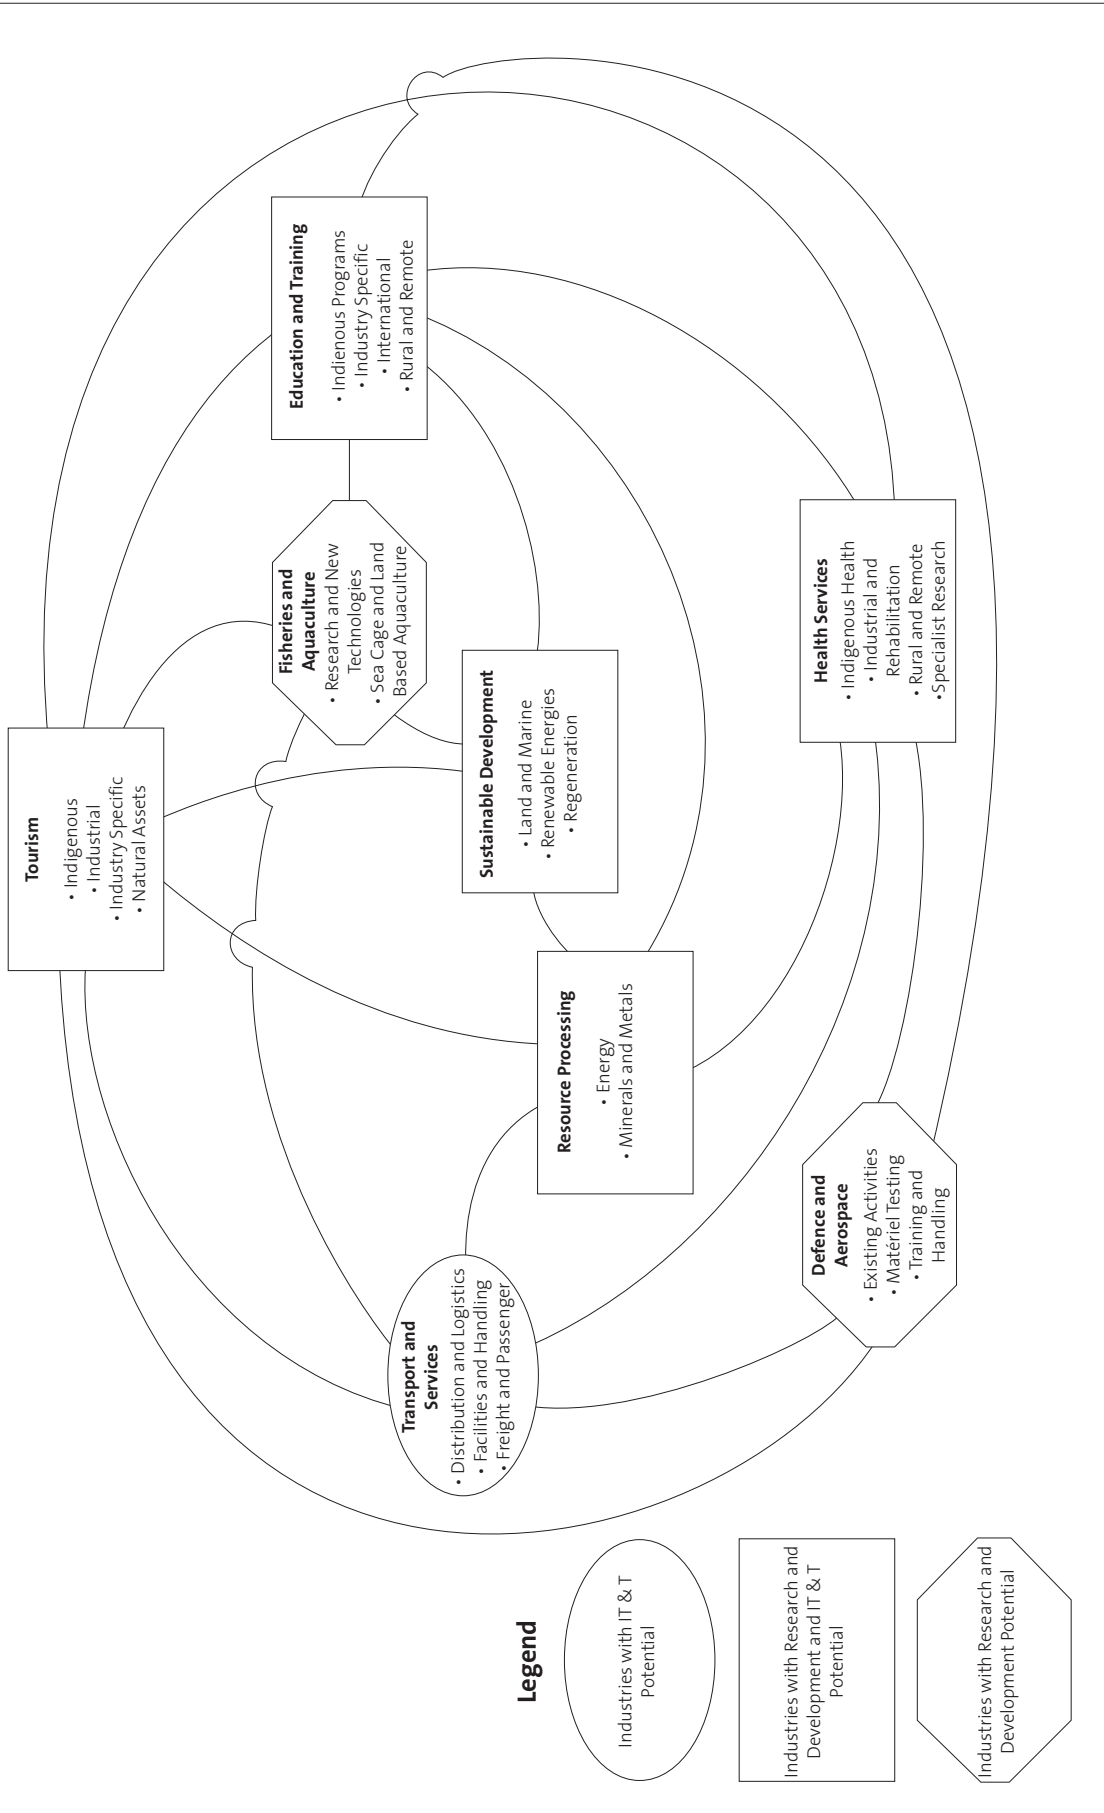 Tourism
• Indigenous
• Industrial
• Industry Specific
• Natural Assets
Education and Training
• Indienous Programs
• Industry Specific
• International
• Rural and Remote
Fisheries and
Aquaculture
• Research and New
Technologies
• Sea Cage and Land
Based Aquaculture
Sustainable Development
• Land and Marine
• Renewable Energies
• Regeneration
Resource Processing
• Energy
• Minerals and Metals
Transport and
Services
• Distribution and Logistics
• Facilities and Handling
• Freight and Passenger
Health Services
• Indigenous Health
• Industrial and
Rehabilitation
• Rural and Remote
•Specialist Research
Defence and
Aerospace
• Existing Activities
• Matériel Testing
• Training and
Handling
Legend
Industries with IT & T
Potential
Industries with Research and
Development and IT & T
Potential
Industries with Research and
Development Potential